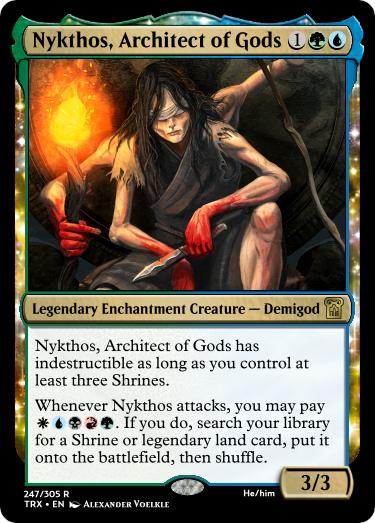 Nykthos, Architect of Gods 1
Legendary Enchantment Creature — Demigod
Nykthos, Architect of Gods has
indestructible as long as you control at
least three Shrines.
Whenever Nykthos attacks, you may pay
. If you do, search your library
for a Shrine or legendary land card, put it
onto the battlefield, then shuffle.
3/3
247/305 R
TRX • EN ALEXANDER VOELKLE
He/him